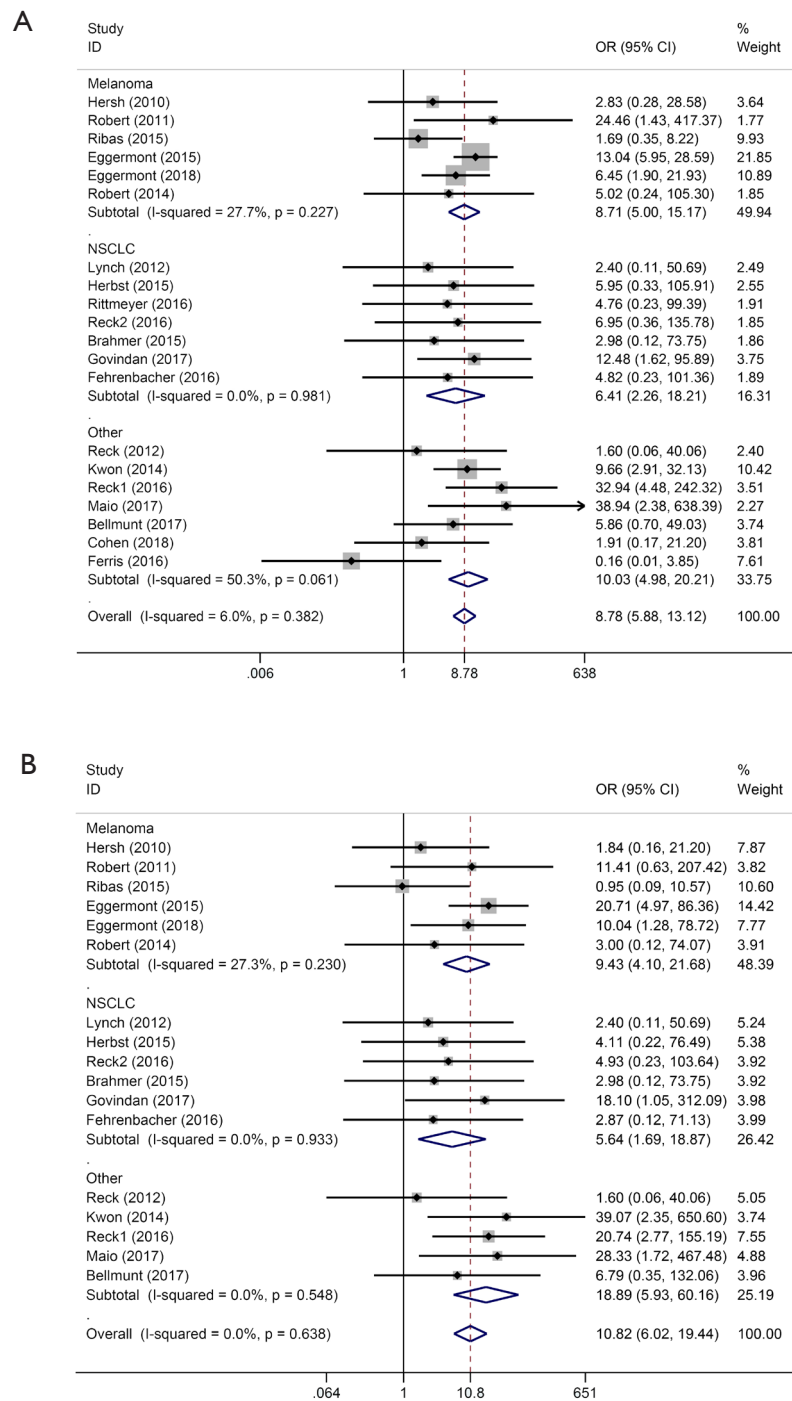 A
Study %
ID OR (95% CI) Weight
Melanoma
Hersh (2010) 2.83 (0.28, 28.58) 3.64
Robert (2011) 24.46 (1.43, 417.37) 1.77
Ribas (2015) 1.69 (0.35, 8.22) 9.93
Eggermont (2015) 13.04 (5.95, 28.59) 21.85
Eggermont (2018) 6.45 (1.90, 21.93) 10.89
Robert (2014) 5.02 (0.24, 105.30) 1.85
Subtotal (I-squared = 27.7%, p = 0.227) 8.71 (5.00, 15.17) 49.94
.
NSCLC
Lynch (2012) 2.40 (0.11, 50.69) 2.49
Herbst (2015) 5.95 (0.33, 105.91) 2.55
Rittmeyer (2016) 4.76 (0.23, 99.39) 1.91
Reck2 (2016) 6.95 (0.36, 135.78) 1.85
Brahmer (2015) 2.98 (0.12, 73.75) 1.86
Govindan (2017) 12.48 (1.62, 95.89) 3.75
Fehrenbacher (2016) 4.82 (0.23, 101.36) 1.89
Subtotal (I-squared = 0.0%, p = 0.981) 6.41 (2.26, 18.21) 16.31
.
Other
Reck (2012) 1.60 (0.06, 40.06) 2.40
Kwon (2014) 9.66 (2.91, 32.13) 10.42
Reck1 (2016) 32.94 (4.48, 242.32) 3.51
Maio (2017) 38.94 (2.38, 638.39) 2.27
Bellmunt (2017) 5.86 (0.70, 49.03) 3.74
Cohen (2018) 1.91 (0.17, 21.20) 3.81
Ferris (2016) 0.16 (0.01, 3.85) 7.61
Subtotal (I-squared = 50.3%, p = 0.061) 10.03 (4.98, 20.21) 33.75
.
Overall (I-squared = 6.0%, p = 0.382) 8.78 (5.88, 13.12) 100.00
.006 1 8.78 638
B
Study %
ID OR (95% CI) Weight
Melanoma
Hersh (2010) 1.84 (0.16, 21.20) 7.87
Robert (2011) 11.41 (0.63, 207.42) 3.82
Ribas (2015) 0.95 (0.09, 10.57) 10.60
Eggermont (2015) 20.71 (4.97, 86.36) 14.42
Eggermont (2018) 10.04 (1.28, 78.72) 7.77
Robert (2014) 3.00 (0.12, 74.07) 3.91
Subtotal (I-squared = 27.3%, p = 0.230) 9.43 (4.10, 21.68) 48.39
.
NSCLC
Lynch (2012) 2.40 (0.11, 50.69) 5.24
Herbst (2015) 4.11 (0.22, 76.49) 5.38
Reck2 (2016) 4.93 (0.23, 103.64) 3.92
Brahmer (2015) 2.98 (0.12, 73.75) 3.92
Govindan (2017) 18.10 (1.05, 312.09) 3.98
Fehrenbacher (2016) 2.87 (0.12, 71.13) 3.99
Subtotal (I-squared = 0.0%, p = 0.933) 5.64 (1.69, 18.87) 26.42
.
Other
Reck (2012) 1.60 (0.06, 40.06) 5.05
Kwon (2014) 39.07 (2.35, 650.60) 3.74
Reck1 (2016) 20.74 (2.77, 155.19) 7.55
Maio (2017) 28.33 (1.72, 467.48) 4.88
Bellmunt (2017) 6.79 (0.35, 132.06) 3.96
Subtotal (I-squared = 0.0%, p = 0.548) 18.89 (5.93, 60.16) 25.19
.
Overall (I-squared = 0.0%, p = 0.638) 10.82 (6.02, 19.44) 100.00
.064 1 10.8 651